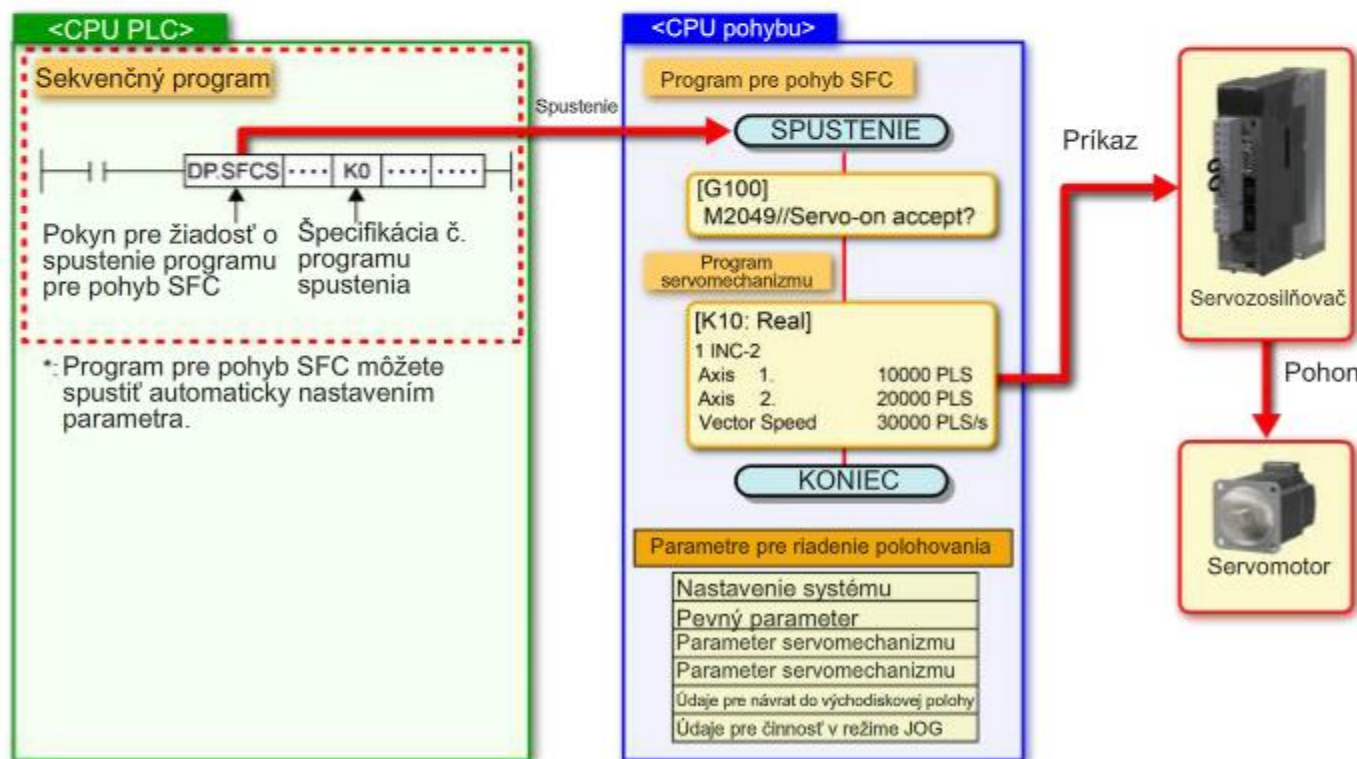 <CPU PLC>
Sekvenčný program
DP.SFCS ···· K0 ···· ····
Pokyn pre žiadosť o
spustenie programu
pre pohyb SFC
Špecifikácia č.
programu
spustenia
*: Program pre pohyb SFC môžete
spustiť automaticky nastavením
parametra.
Spustenie
<CPU pohybu>
Program pre pohyb SFC
SPUSTENIE
[G100]
M2049//Servo-on accept?
Program
servomechanizmu
[K10: Real]
1 INC-2
Axis 1. 10000 PLS
Axis 2. 20000 PLS
Vector Speed 30000 PLS/s
KONIEC
Parametre pre riadenie polohovania
Nastavenie systému
Pevný parameter
Parameter servomechanizmu
Parameter servomechanizmu
Údaje pre návrat do východiskovej polohy
Údaje pre činnosť v režime JOG
Príkaz
Servozosilňovač
Pohon
Servomotor